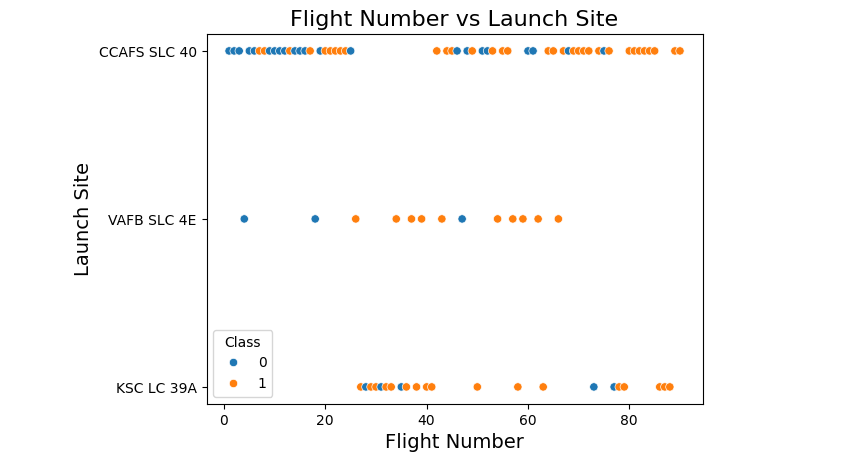 Flight Number vs Launch Site
CCAFS SLC 40
VAFB SLC 4E
KSC LC 39A
Launch Site
Class
0
1
0
20
40
60
80
Flight Number